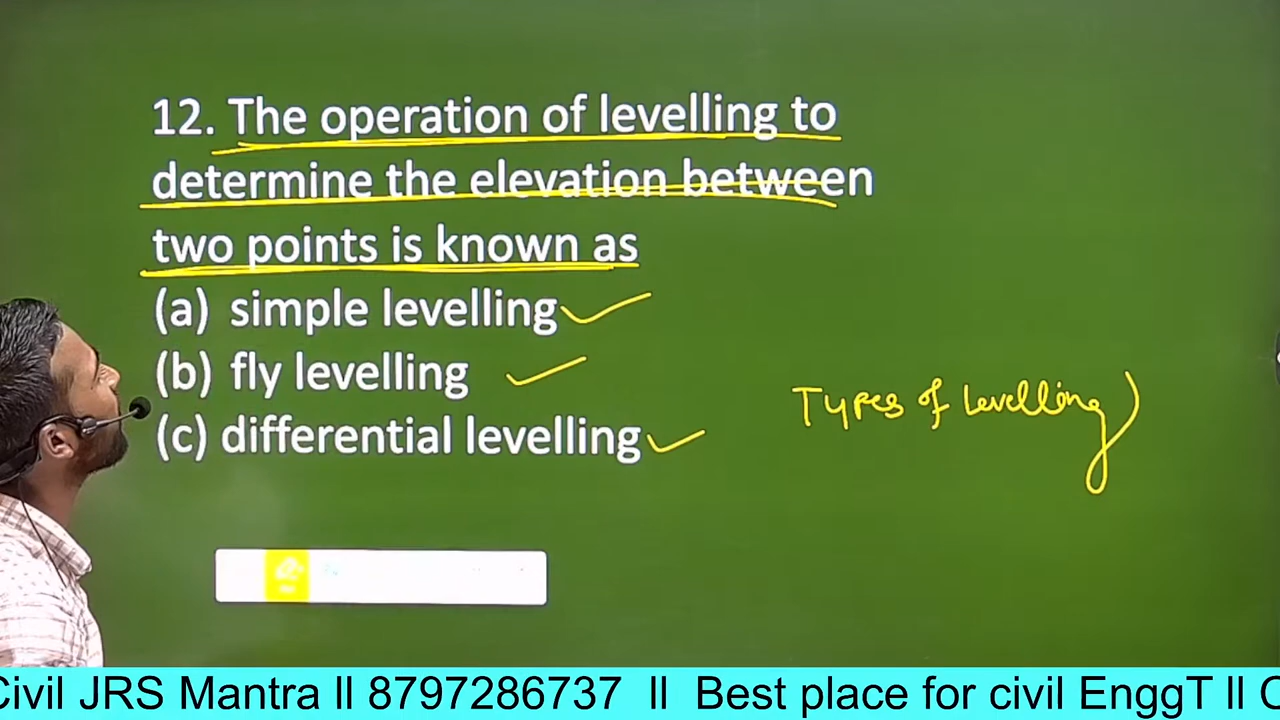 12. The operation of levelling to
determine the elevation between
two points is known as
(a) simple levelling
(b) fly levelling
(c) differential levelling
Types of levelling)
Civil JRS Mantra ll 8797286737 ll Best place for civil EnggT ll C